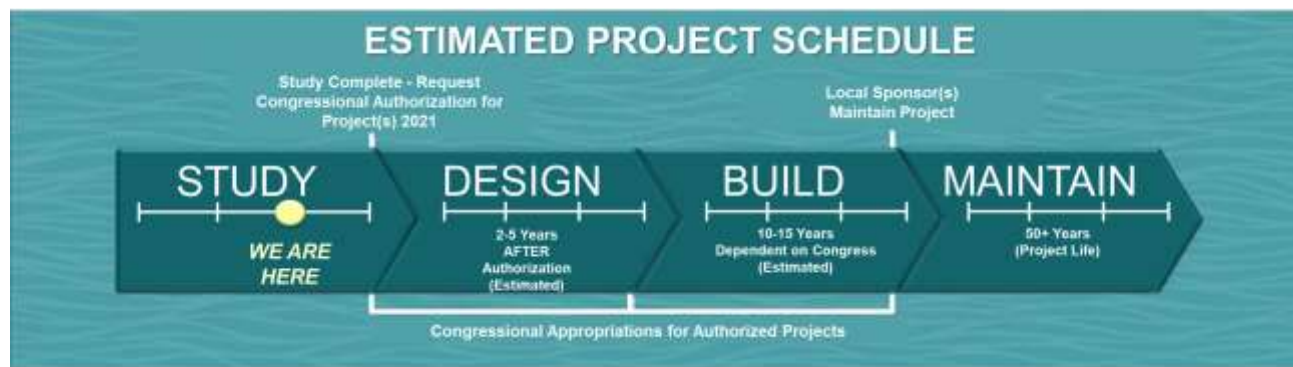 ESTIMATED PROJECT SCHEDULE
Study Complete - Request
Congressional Authorization for
Project(s) 2021
Local Sponsor(s)
Maintain Project
STUDY
WE ARE
HERE
DESIGN
2-5 Years
AFTER
Authorization
(Estimated)
BUILD
10-15 Years
Dependent on Congress
(Estimated)
MAINTAIN
50+ Years
(Project Life)
Congressional Appropriations for Authorized Projects